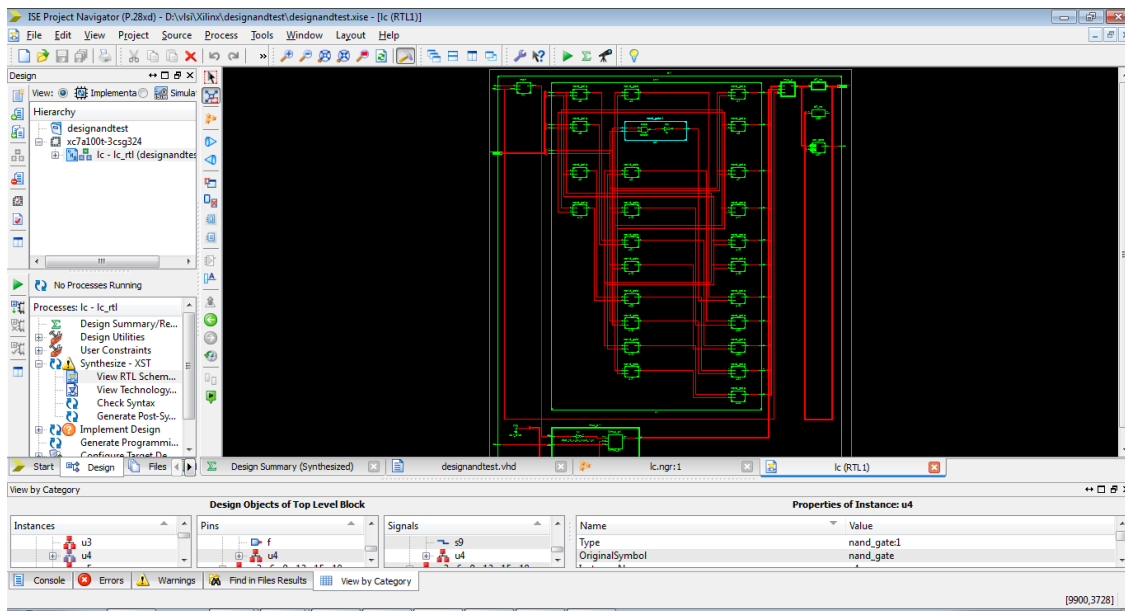 ISE Project Navigator (P.28xd) - D:\vlsi\Xilinx\designandtest\designandtest.xise - [lc (RTL1)]
File Edit View Project Source Process Tools Window Layout Help
Design
View: Implementa Simula
Hierarchy
designandtest
xc7a100t-3csg324
lc - lc_rtl (designandtes
No Processes Running
Processes: lc - lc_rtl
Design Summary/Re...
Design Utilities
User Constraints
Synthesize - XST
View RTL Schem...
View Technology...
Check Syntax
Generate Post-Sy...
Implement Design
Generate Programmi...
Configure Target De...
Start Design Files Design Summary (Synthesized) designandtest.vhd lc.ngr:1 lc (RTL1)
View by Category
Design Objects of Top Level Block Properties of Instance: u4
Instances Pins Signals Name Value
u3 f s9 Type nand_gate:1
u4 u4 u4 OriginalSymbol nand_gate
Console Errors Warnings Find in Files Results View by Category
[9900,3728]